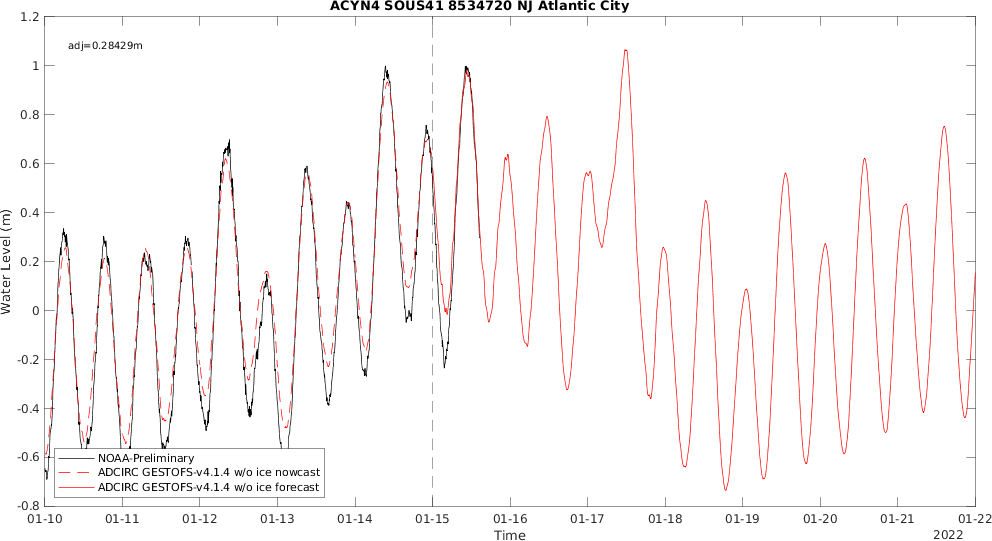 ACYN4 SOUS41 8534720 NJ Atlantic City
adj=0.28429m
Water Level (m)
1.2
1
0.8
0.6
0.4
0.2
0
-0.2
-0.4
-0.6
-0.8
NOAA-Preliminary
ADCIRC GESTOFS-v4.1.4 w/o ice nowcast
ADCIRC GESTOFS-v4.1.4 w/o ice forecast
01-10 01-11 01-12 01-13 01-14 01-15 01-16 01-17 01-18 01-19 01-20 01-21 01-22
Time
2022